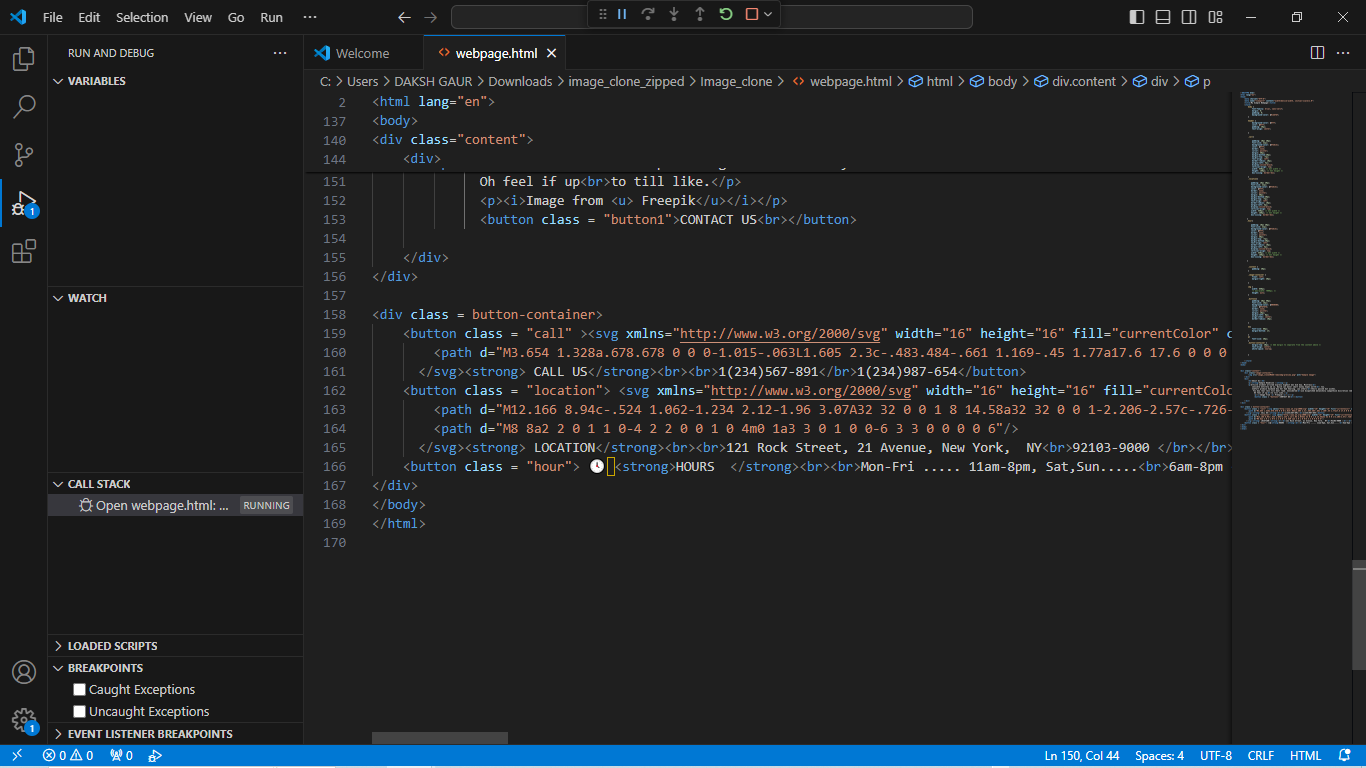 File Edit Selection View Go Run ...
RUN AND DEBUG ...
Welcome
webpage.html
C: > Users > DAKSH GAUR > Downloads > image_clone_zipped > Image_clone > webpage.html > html > body > div.content > div > p
VARIABLES
WATCH
CALL STACK
Open webpage.html: ... RUNNING
LOADED SCRIPTS
BREAKPOINTS
Caught Exceptions
Uncaught Exceptions
EVENT LISTENER BREAKPOINTS
1
1
2 <html lang="en">
137 <body>
140 <div class="content">
144 <div>
151 Oh feel if up<br>to till like.</p>
152 <p><i>Image from <u> Freepik</u></i></p>
153 <button class = "button1">CONTACT US<br></button>
154
155 </div>
156 </div>
157
158 <div class = button-container>
159 <button class = "call" ><svg xmlns="http://www.w3.org/2000/svg" width="16" height="16" fill="currentColor" c
160 <path d="M3.654 1.328a.678.678 0 0 0-1.015-.063L1.605 2.3c-.483.484-.661 1.169-.45 1.77a17.6 17.6 0 0 0
161 </svg><strong> CALL US</strong><br><br>1(234)567-891</br>1(234)987-654</button>
162 <button class = "location"> <svg xmlns="http://www.w3.org/2000/svg" width="16" height="16" fill="currentColo
163 <path d="M12.166 8.94c-.524 1.062-1.234 2.12-1.96 3.07A32 32 0 0 1 8 14.58a32 32 0 0 1-2.206-2.57c-.726-
164 <path d="M8 8a2 2 0 1 1 0-4 2 2 0 0 1 0 4m0 1a3 3 0 1 0 0-6 3 3 0 0 0 0 6"/>
165 </svg><strong> LOCATION</strong><br><br>121 Rock Street, 21 Avenue, New York,  NY<br>92103-9000 </br></br>
166 <button class = "hour"> 🕓 <strong>HOURS  </strong><br><br>Mon-Fri ..... 11am-8pm, Sat,Sun.....<br>6am-8pm
167 </div>
168 </body>
169 </html>
170
0 0 0 Ln 150, Col 44 Spaces: 4 UTF-8 CRLF HTML